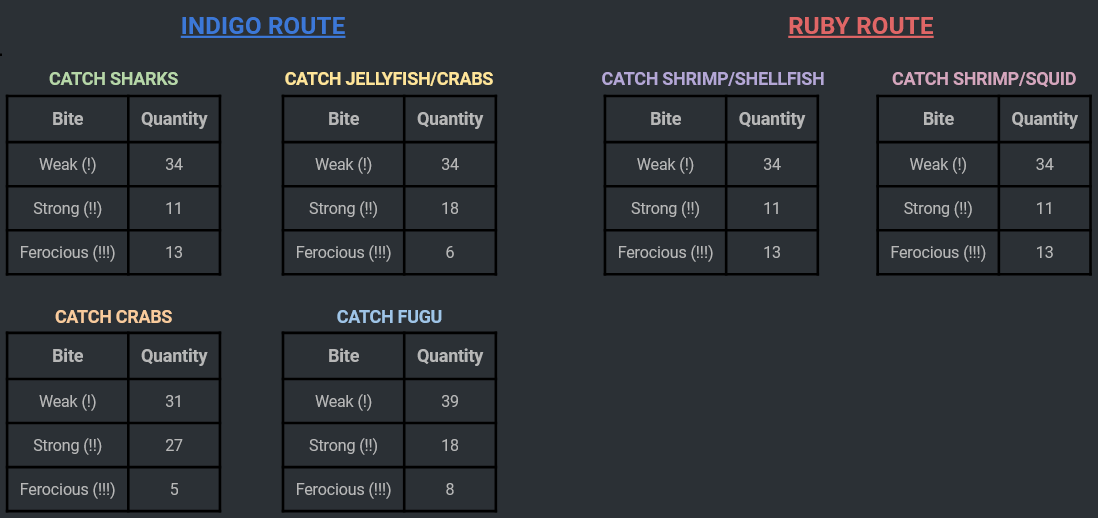 INDIGO ROUTE
CATCH SHARKS
Bite Quantity
Weak (!) 34
Strong (!!) 11
Ferocious (!!!) 13
CATCH JELLYFISH/CRABS
Bite Quantity
Weak (!) 34
Strong (!!) 18
Ferocious (!!!) 6
CATCH CRABS
Bite Quantity
Weak (!) 31
Strong (!!) 27
Ferocious (!!!) 5
CATCH FUGU
Bite Quantity
Weak (!) 39
Strong (!!) 18
Ferocious (!!!) 8
RUBY ROUTE
CATCH SHRIMP/SHELLFISH
Bite Quantity
Weak (!) 34
Strong (!!) 11
Ferocious (!!!) 13
CATCH SHRIMP/SQUID
Bite Quantity
Weak (!) 34
Strong (!!) 11
Ferocious (!!!) 13